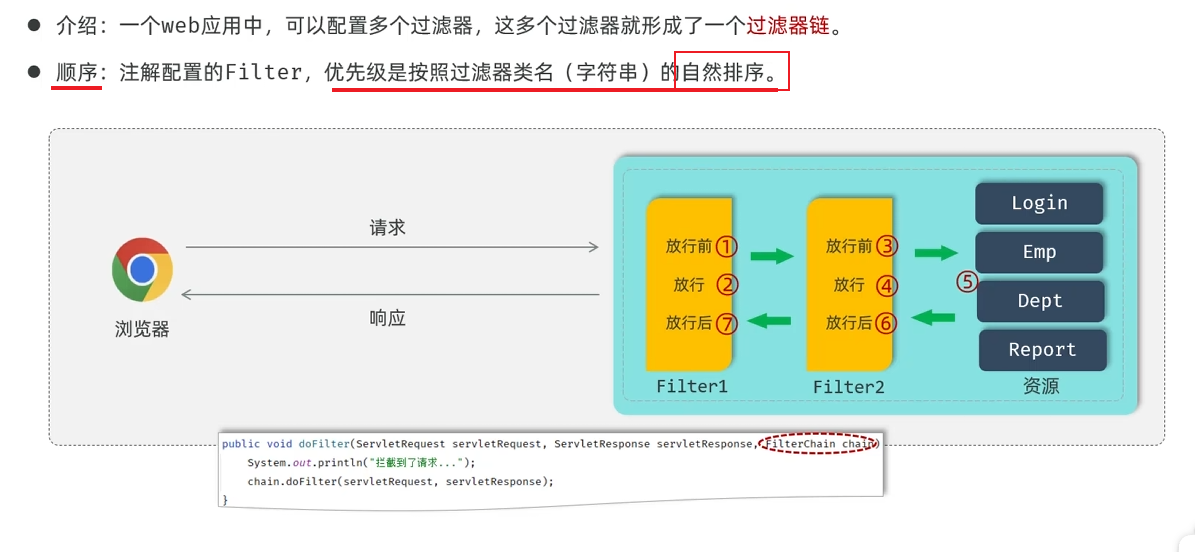 介绍：一个web应用中，可以配置多个过滤器，这多个过滤器就形成了一个过滤器链。
顺序：注解配置的Filter，优先级是按照过滤器类名（字符串）的自然排序。
请求
响应
浏览器
放行前①
放行 ②
放行后⑦
Filter1
放行前③
放行 ④
放行后⑥
Filter2
⑤
Login
Emp
Dept
Report
资源
public void doFilter(ServletRequest servletRequest, ServletResponse servletResponse, FilterChain chain)
System.out.println("拦截到了请求...");
chain.doFilter(servletRequest, servletResponse);
}